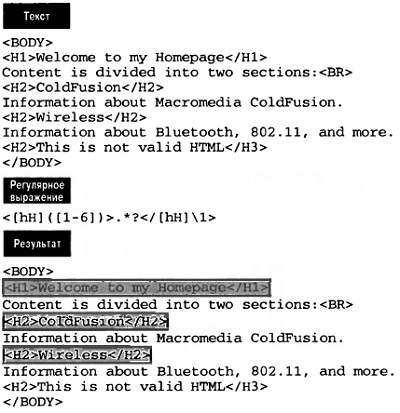 Текст
<BODY>
<H1>Welcome to my Homepage</H1>
Content is divided into two sections:<BR>
<H2>ColdFusion</H2>
Information about Macromedia ColdFusion.
<H2>Wireless</H2>
Information about Bluetooth, 802.11, and more.
<H2>This is not valid HTML</H3>
</BODY>
Регулярное
выражение
<[hH]([1-6])>.*?</[hH]\1>
Результат
<BODY>
<H1>Welcome to my Homepage</H1>
Content is divided into two sections:<BR>
<H2>ColdFusion</H2>
Information about Macromedia ColdFusion.
<H2>Wireless</H2>
Information about Bluetooth, 802.11, and more.
<H2>This is not valid HTML</H3>
</BODY>